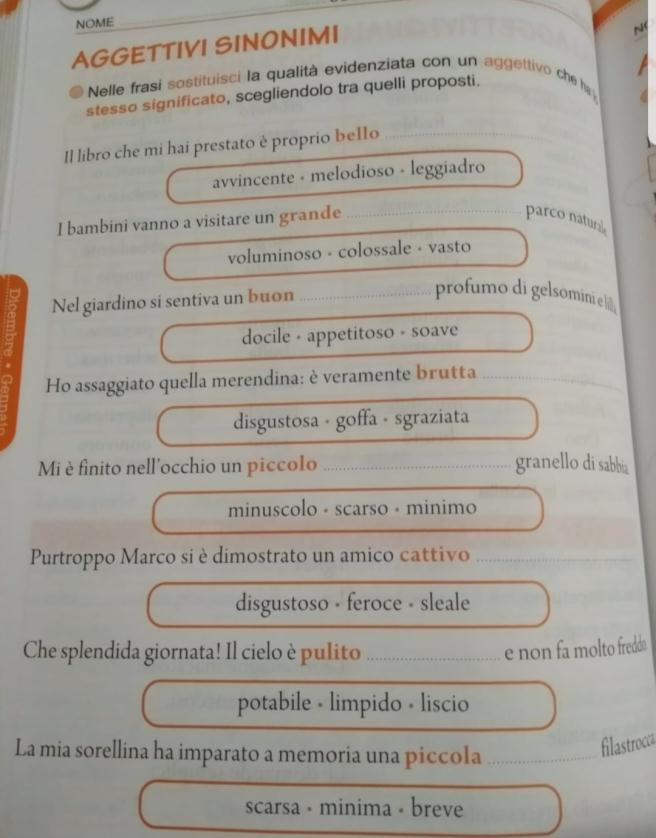 NOME
AGGETTIVI SINONIMI
Nelle frasi sostituisci la qualità evidenziata con un aggettivo che ha lo
stesso significato, scegliendolo tra quelli proposti.
Il libro che mi hai prestato è proprio bello
avvincente • melodioso • leggiadro
I bambini vanno a visitare un grande parco naturale
voluminoso • colossale • vasto
Nel giardino si sentiva un buon profumo di gelsomini e lillà
docile • appetitoso • soave
Ho assaggiato quella merendina: è veramente brutta
disgustosa • goffa • sgraziata
Mi è finito nell'occhio un piccolo granello di sabbia
minuscolo • scarso • minimo
Purtroppo Marco si è dimostrato un amico cattivo
disgustoso • feroce • sleale
Che splendida giornata! Il cielo è pulito e non fa molto freddo
potabile • limpido • liscio
La mia sorellina ha imparato a memoria una piccola filastrocca
scarsa • minima • breve
Dicembre • Gennaio